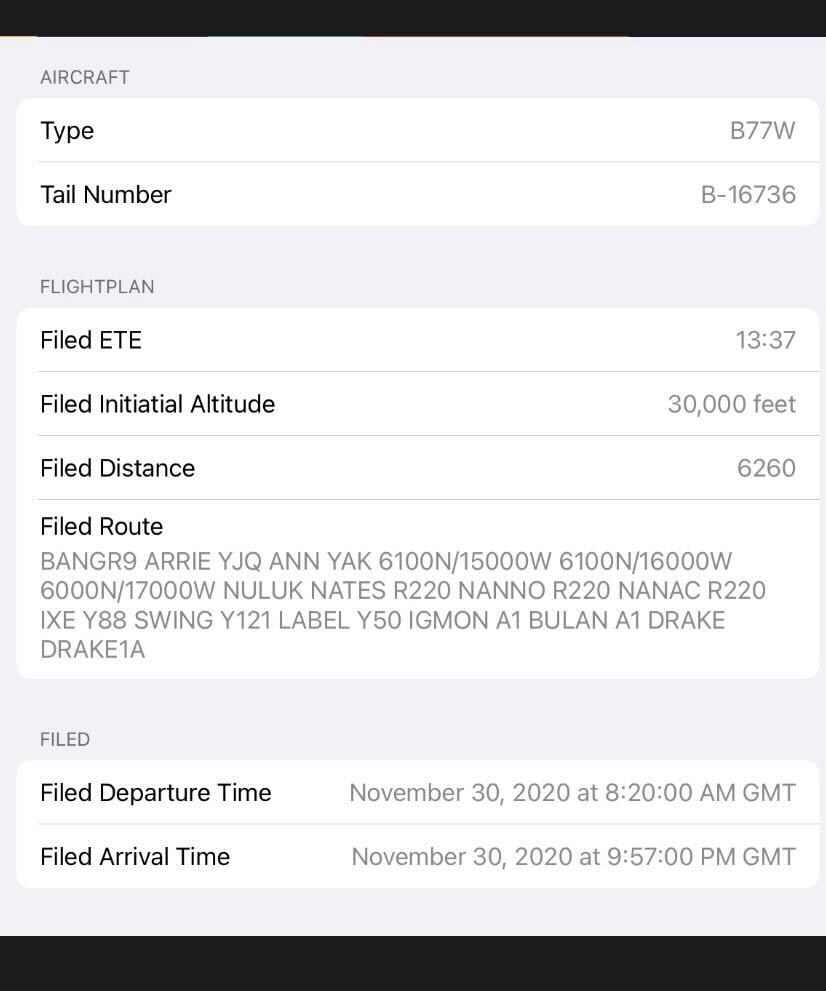 AIRCRAFT
Type B77W
Tail Number B-16736
FLIGHTPLAN
Filed ETE 13:37
Filed Initiatial Altitude 30,000 feet
Filed Distance 6260
Filed Route
BANGR9 ARRIE YJQ ANN YAK 6100N/15000W 6100N/16000W
6000N/17000W NULUK NATES R220 NANNO R220 NANAC R220
IXE Y88 SWING Y121 LABEL Y50 IGMON A1 BULAN A1 DRAKE
DRAKE1A
FILED
Filed Departure Time November 30, 2020 at 8:20:00 AM GMT
Filed Arrival Time November 30, 2020 at 9:57:00 PM GMT